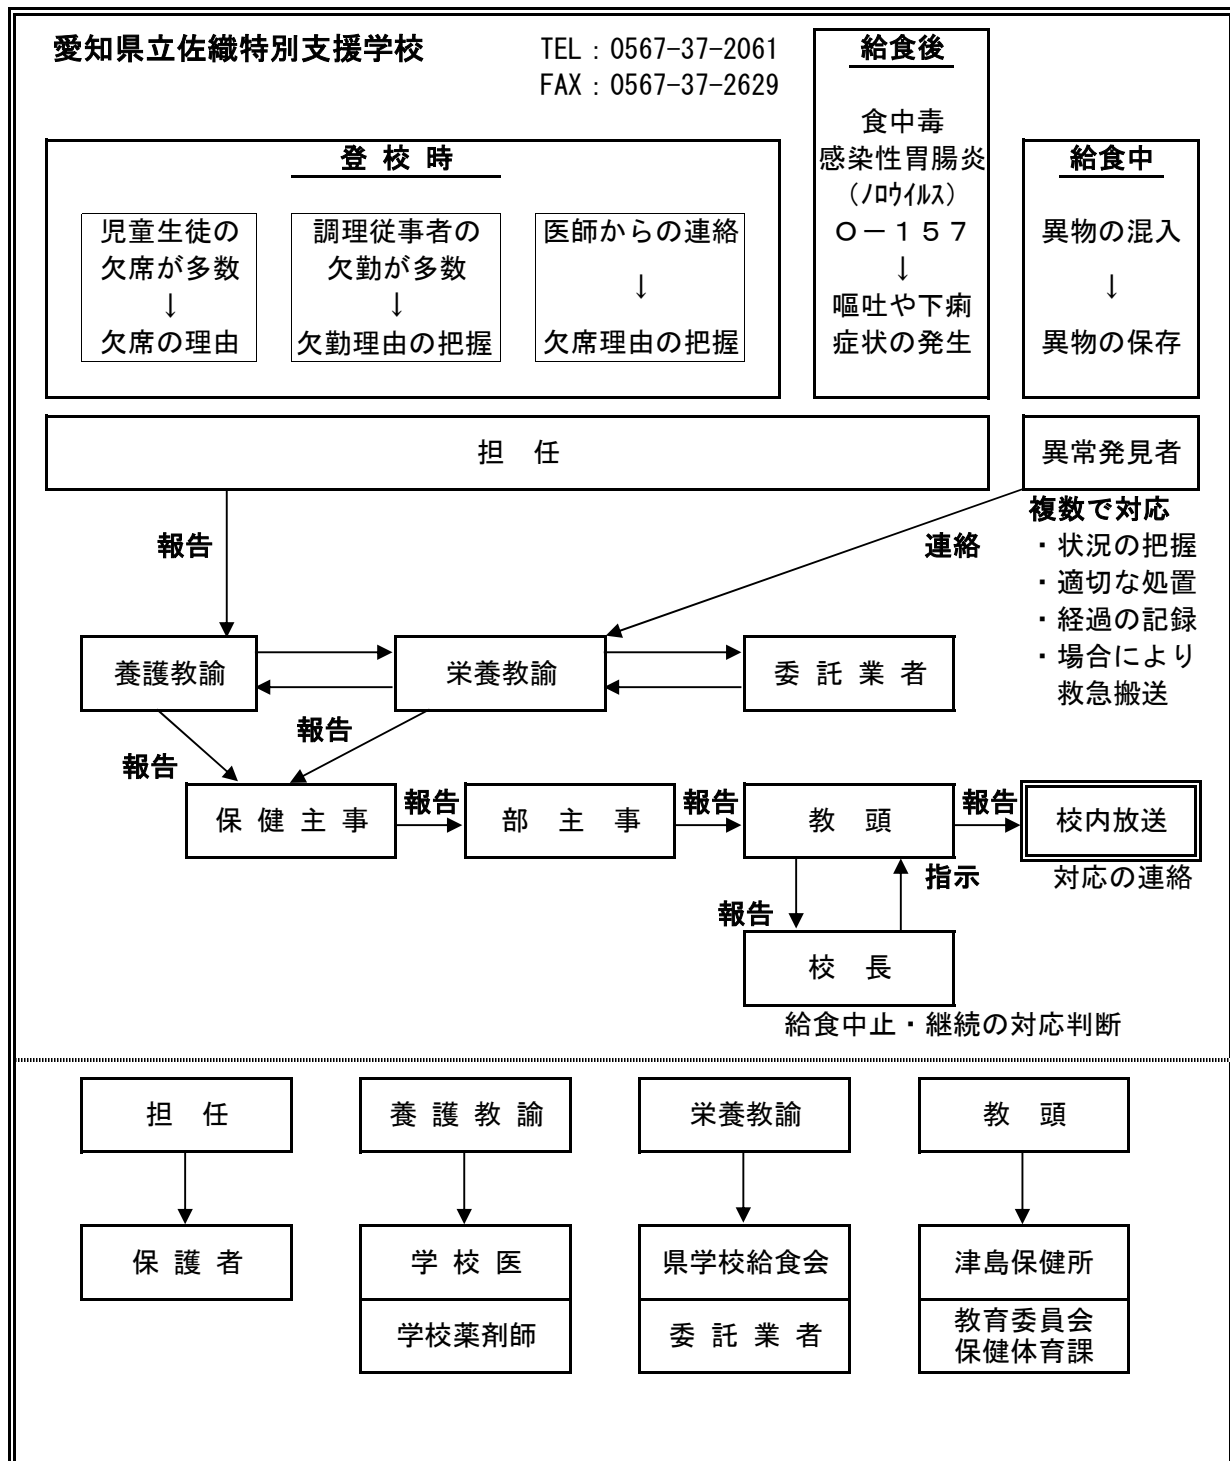 愛知県立佐織特別支援学校
TEL：0567-37-2061
FAX：0567-37-2629
給食後
食中毒
感染性胃腸炎
（ﾉﾛｳｲﾙｽ）
Ｏ－１５７
↓
嘔吐や下痢
症状の発生
登 校 時
児童生徒の
欠席が多数
↓
欠席の理由
調理従事者の
欠勤が多数
↓
欠勤理由の把握
医師からの連絡
↓
欠席理由の把握
給食中
異物の混入
↓
異物の保存
担　任
異常発見者
報告
連絡
複数で対応
・状況の把握
・適切な処置
・経過の記録
・場合により
救急搬送
養護教諭
栄養教諭
委 託 業 者
報告
報告
保 健 主 事
報告
部　主　事
報告
教　頭
報告
校内放送
指示
対応の連絡
報告
校　長
給食中止・継続の対応判断
担　任
養 護 教 諭
栄養教諭
教　頭
保 護 者
学 校 医
県学校給食会
津島保健所
学校薬剤師
委 託 業 者
教育委員会
保健体育課